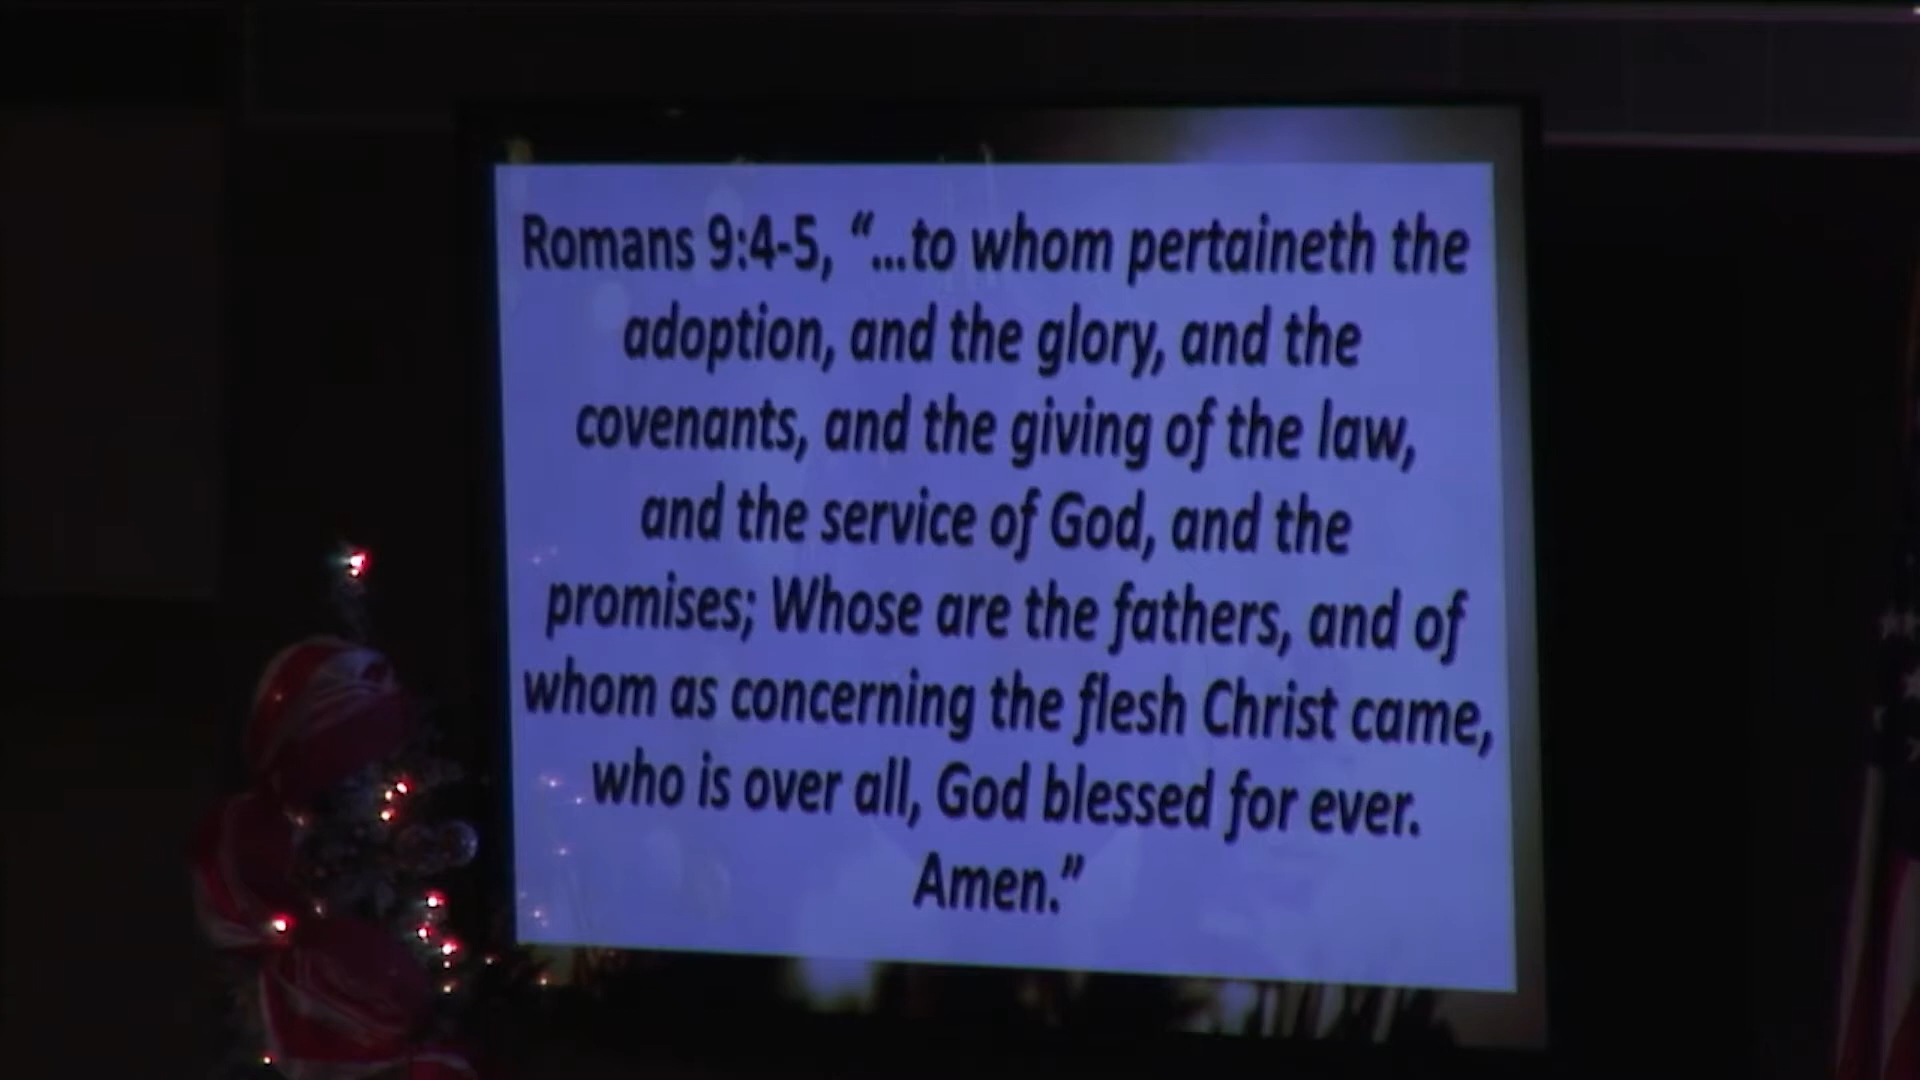 Romans 9:4-5, “...to whom pertaineth the
adoption, and the glory, and the
covenants, and the giving of the law,
and the service of God, and the
promises; Whose are the fathers, and of
whom as concerning the flesh Christ came,
who is over all, God blessed for ever.
Amen.”